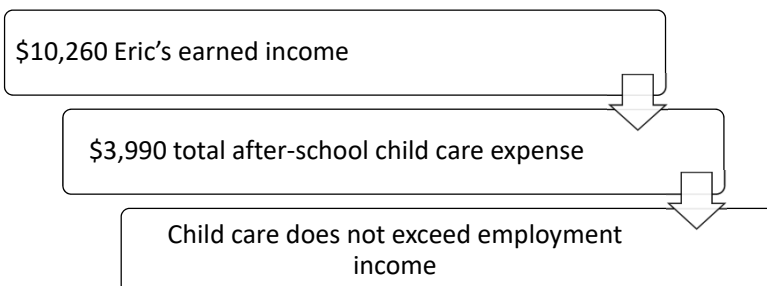 $10,260 Eric’s earned income
$3,990 total after-school child care expense
Child care does not exceed employment
income